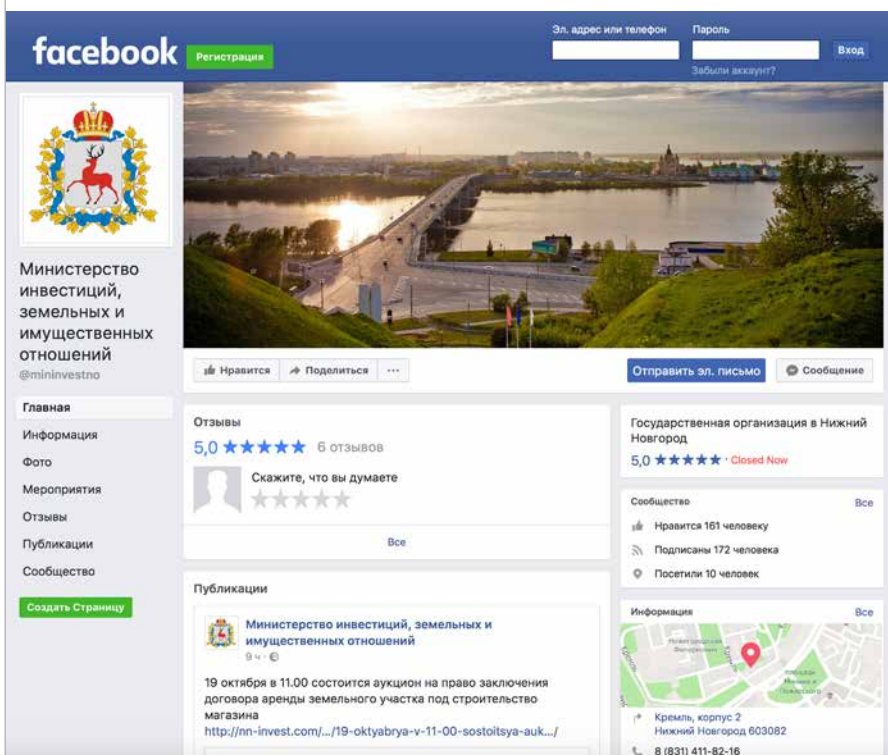 Эл. адрес или телефон
Пароль
facebook
Регистрация
Вход
Забыли аккаунт?
Министерство
инвестиций,
земельных и
имущественных
отношений
@mininvestno
Главная
Информация
Фото
Мероприятия
Отзывы
Публикации
Сообщество
Создать Страницу
Нравится
Поделиться
...
Отправить эл. письмо
Сообщение
Отзывы
5,0 ★★★★★ 6 отзывов
Скажите, что вы думаете
Все
Публикации
Министерство инвестиций, земельных и
имущественных отношений
9 ч ·
19 октября в 11.00 состоится аукцион на право заключения
договора аренды земельного участка под строительство
магазина
http://nn-invest.com/.../19-oktyabrya-v-11-00-sostoitsya-auk.../
Государственная организация в Нижний
Новгород
5,0 ★★★★★ · Closed Now
Сообщество
Все
Нравится 161 человеку
Подписаны 172 человека
Посетили 10 человек
Информация
Все
Кремль, корпус 2
Нижний Новгород 603082
8 (831) 411-82-16